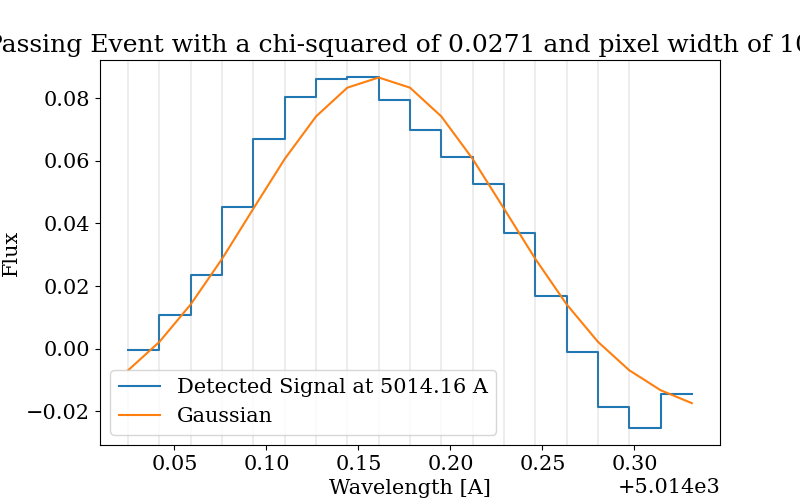 Passing Event with a chi-squared of 0.0271 and pixel width of 10
0.08
0.06
0.04
0.02
0.00
−0.02
Flux
Detected Signal at 5014.16 A
Gaussian
0.05 0.10 0.15 0.20 0.25 0.30
Wavelength [A]
+5.014e3